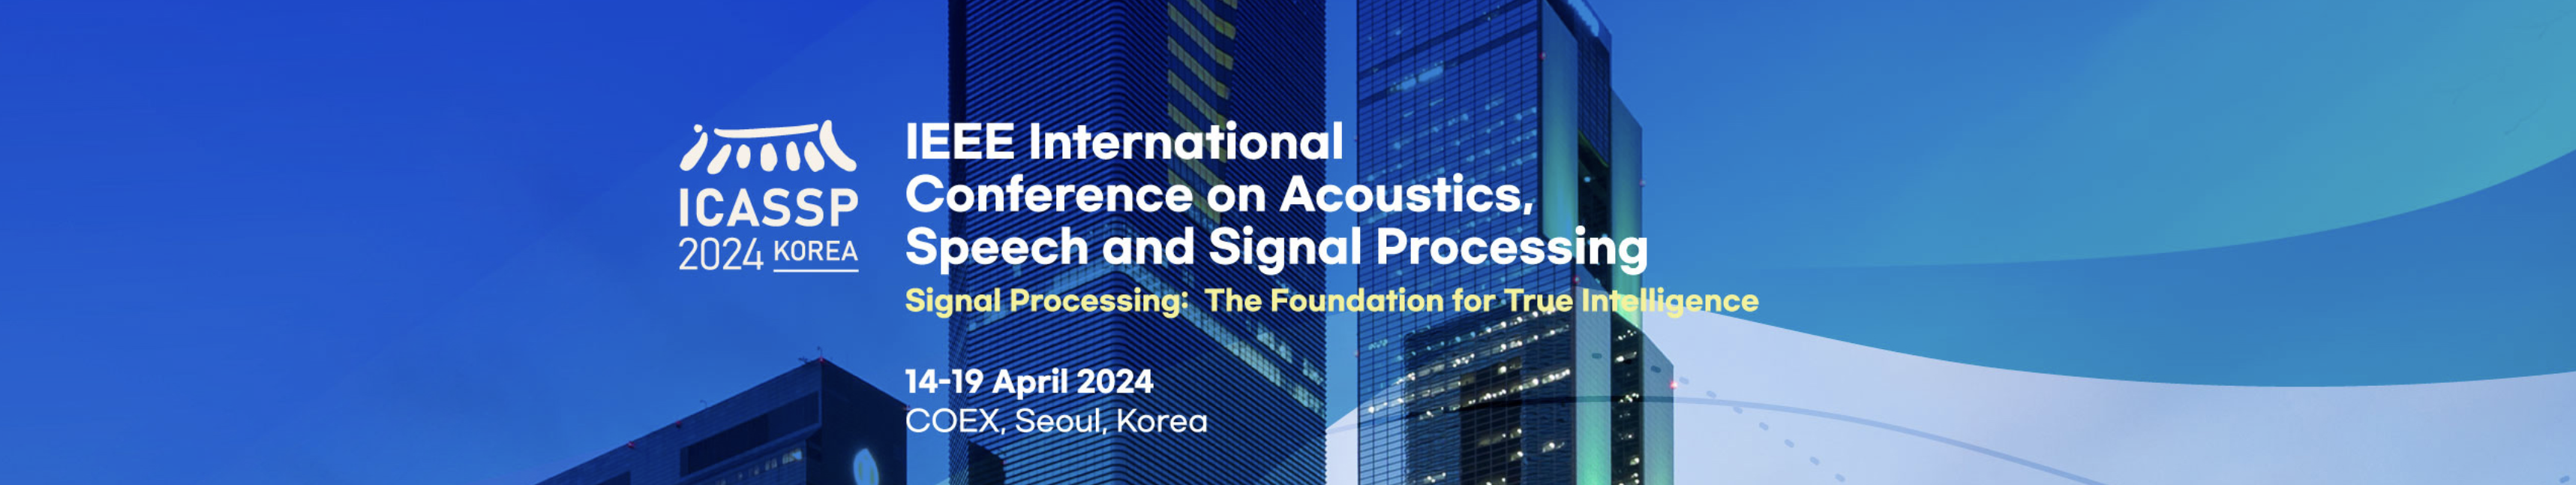 ICASSP
2024 KOREA
IEEE International
Conference on Acoustics,
Speech and Signal Processing
Signal Processing: The Foundation for True Intelligence
14-19 April 2024
COEX, Seoul, Korea